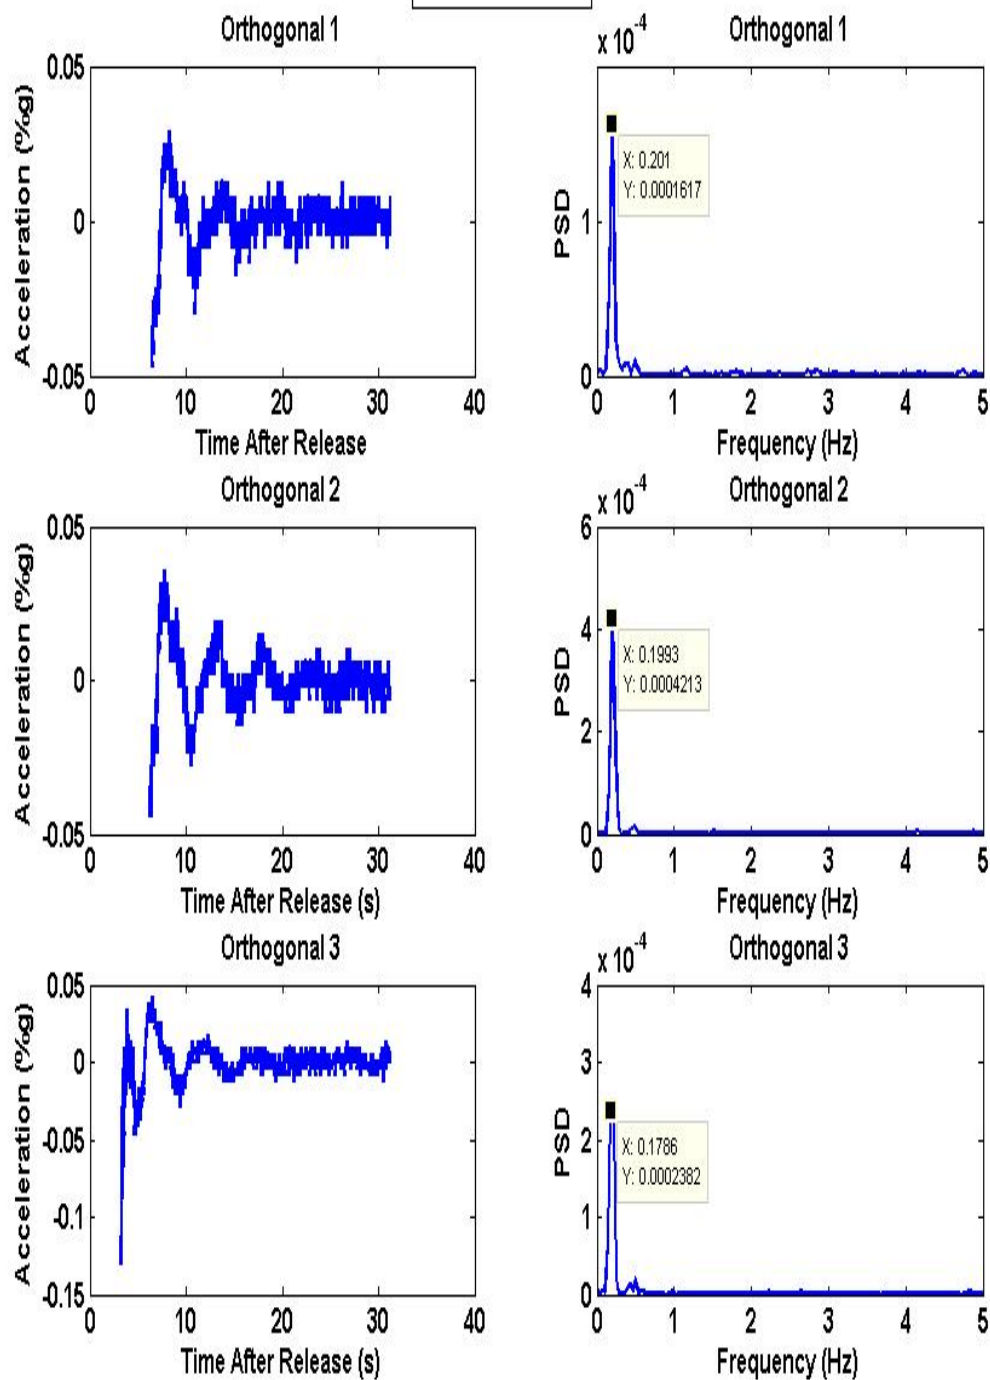 Orthogonal 1
Acceleration (%g)
0.05
0
-0.05
0 10 20 30 40
Time After Release
Orthogonal 1
x 10-4
PSD
1
0
X: 0.201
Y: 0.0001617
0 1 2 3 4 5
Frequency (Hz)
Orthogonal 2
Acceleration (%g)
0.05
0
-0.05
0 10 20 30 40
Time After Release (s)
Orthogonal 2
x 10-4
PSD
6
4
2
0
X: 0.1993
Y: 0.0004213
0 1 2 3 4 5
Frequency (Hz)
Orthogonal 3
Acceleration (%g)
0.05
0
-0.05
-0.1
-0.15
0 10 20 30 40
Time After Release (s)
Orthogonal 3
x 10-4
PSD
4
3
2
1
0
X: 0.1786
Y: 0.0002382
0 1 2 3 4 5
Frequency (Hz)